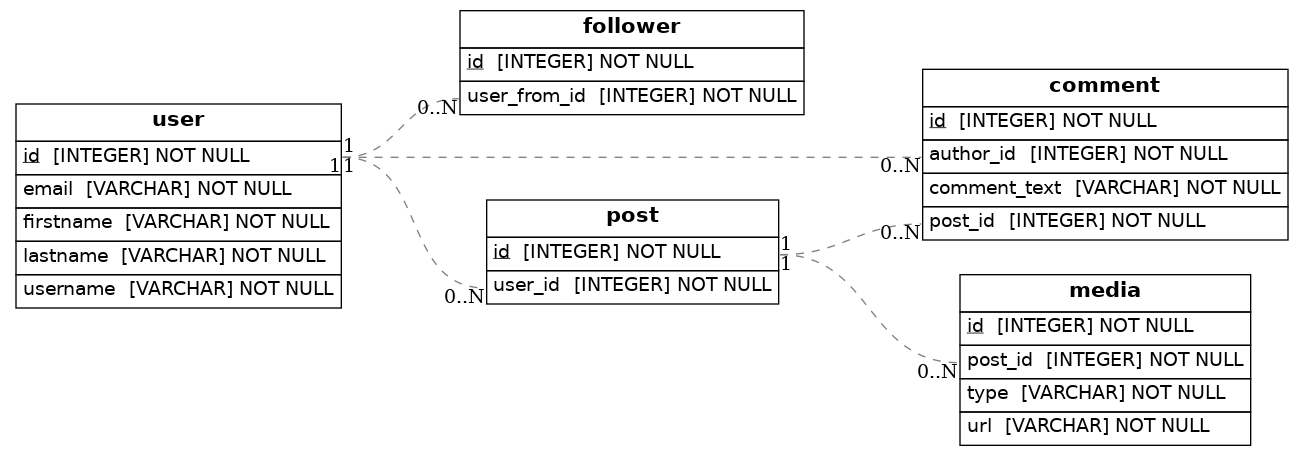 user
id [INTEGER] NOT NULL
email [VARCHAR] NOT NULL
firstname [VARCHAR] NOT NULL
lastname [VARCHAR] NOT NULL
username [VARCHAR] NOT NULL
1
11
follower
id [INTEGER] NOT NULL
user_from_id [INTEGER] NOT NULL
0..N
post
id [INTEGER] NOT NULL
user_id [INTEGER] NOT NULL
0..N
1
1
comment
id [INTEGER] NOT NULL
author_id [INTEGER] NOT NULL
comment_text [VARCHAR] NOT NULL
post_id [INTEGER] NOT NULL
0..N
0..N
media
id [INTEGER] NOT NULL
post_id [INTEGER] NOT NULL
type [VARCHAR] NOT NULL
url [VARCHAR] NOT NULL
0..N